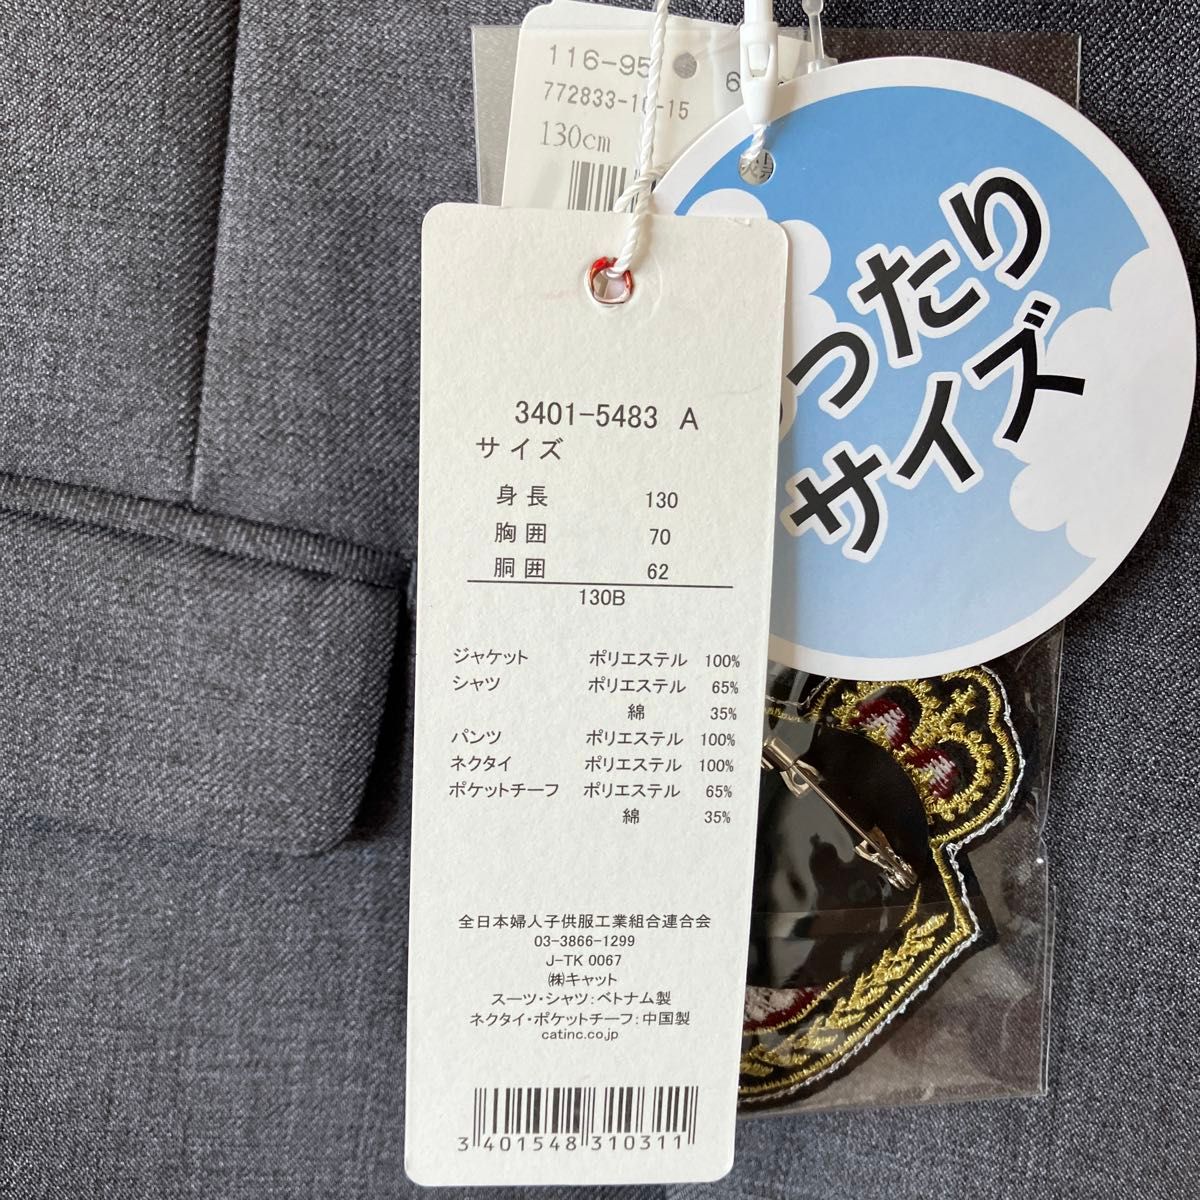 116-95
772833-10-15
130cm
ったり
サイズ
3401-5483 A
サイズ
身長 130
胸囲 70
胴囲 62
130B
ジャケット ポリエステル 100%
シャツ ポリエステル 65%
綿 35%
パンツ ポリエステル 100%
ネクタイ ポリエステル 100%
ポケットチーフ ポリエステル 65%
綿 35%
全日本婦人子供服工業組合連合会
03-3866-1299
J-TK 0067
㈱キャット
スーツ・シャツ:ベトナム製
ネクタイ・ポケットチーフ:中国製
catinc.co.jp
3 401548 310311